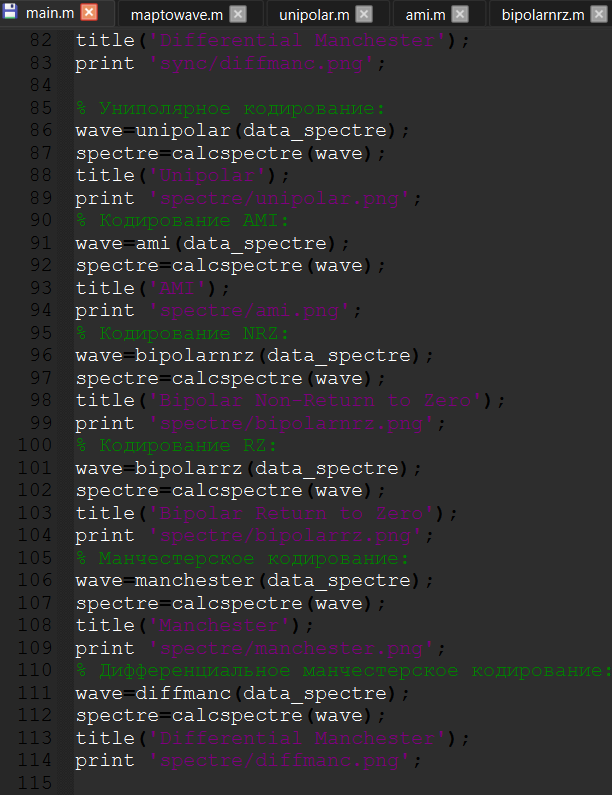 main.m maptowave.m unipolar.m ami.m bipolarnrz.m
82 title('Differential Manchester');
83 print 'sync/diffmanc.png';
84
85 % Униполярное кодирование:
86 wave=unipolar(data_spectre);
87 spectre=calcspectre(wave);
88 title('Unipolar');
89 print 'spectre/unipolar.png';
90 % Кодирование AMI:
91 wave=ami(data_spectre);
92 spectre=calcspectre(wave);
93 title('AMI');
94 print 'spectre/ami.png';
95 % Кодирование NRZ:
96 wave=bipolarnrz(data_spectre);
97 spectre=calcspectre(wave);
98 title('Bipolar Non-Return to Zero');
99 print 'spectre/bipolarnrz.png';
100 % Кодирование RZ:
101 wave=bipolarrz(data_spectre);
102 spectre=calcspectre(wave);
103 title('Bipolar Return to Zero');
104 print 'spectre/bipolarrz.png';
105 % Манчестерское кодирование:
106 wave=manchester(data_spectre);
107 spectre=calcspectre(wave);
108 title('Manchester');
109 print 'spectre/manchester.png';
110 % Дифференциальное манчестерское кодирование:
111 wave=diffmanc(data_spectre);
112 spectre=calcspectre(wave);
113 title('Differential Manchester');
114 print 'spectre/diffmanc.png';
115